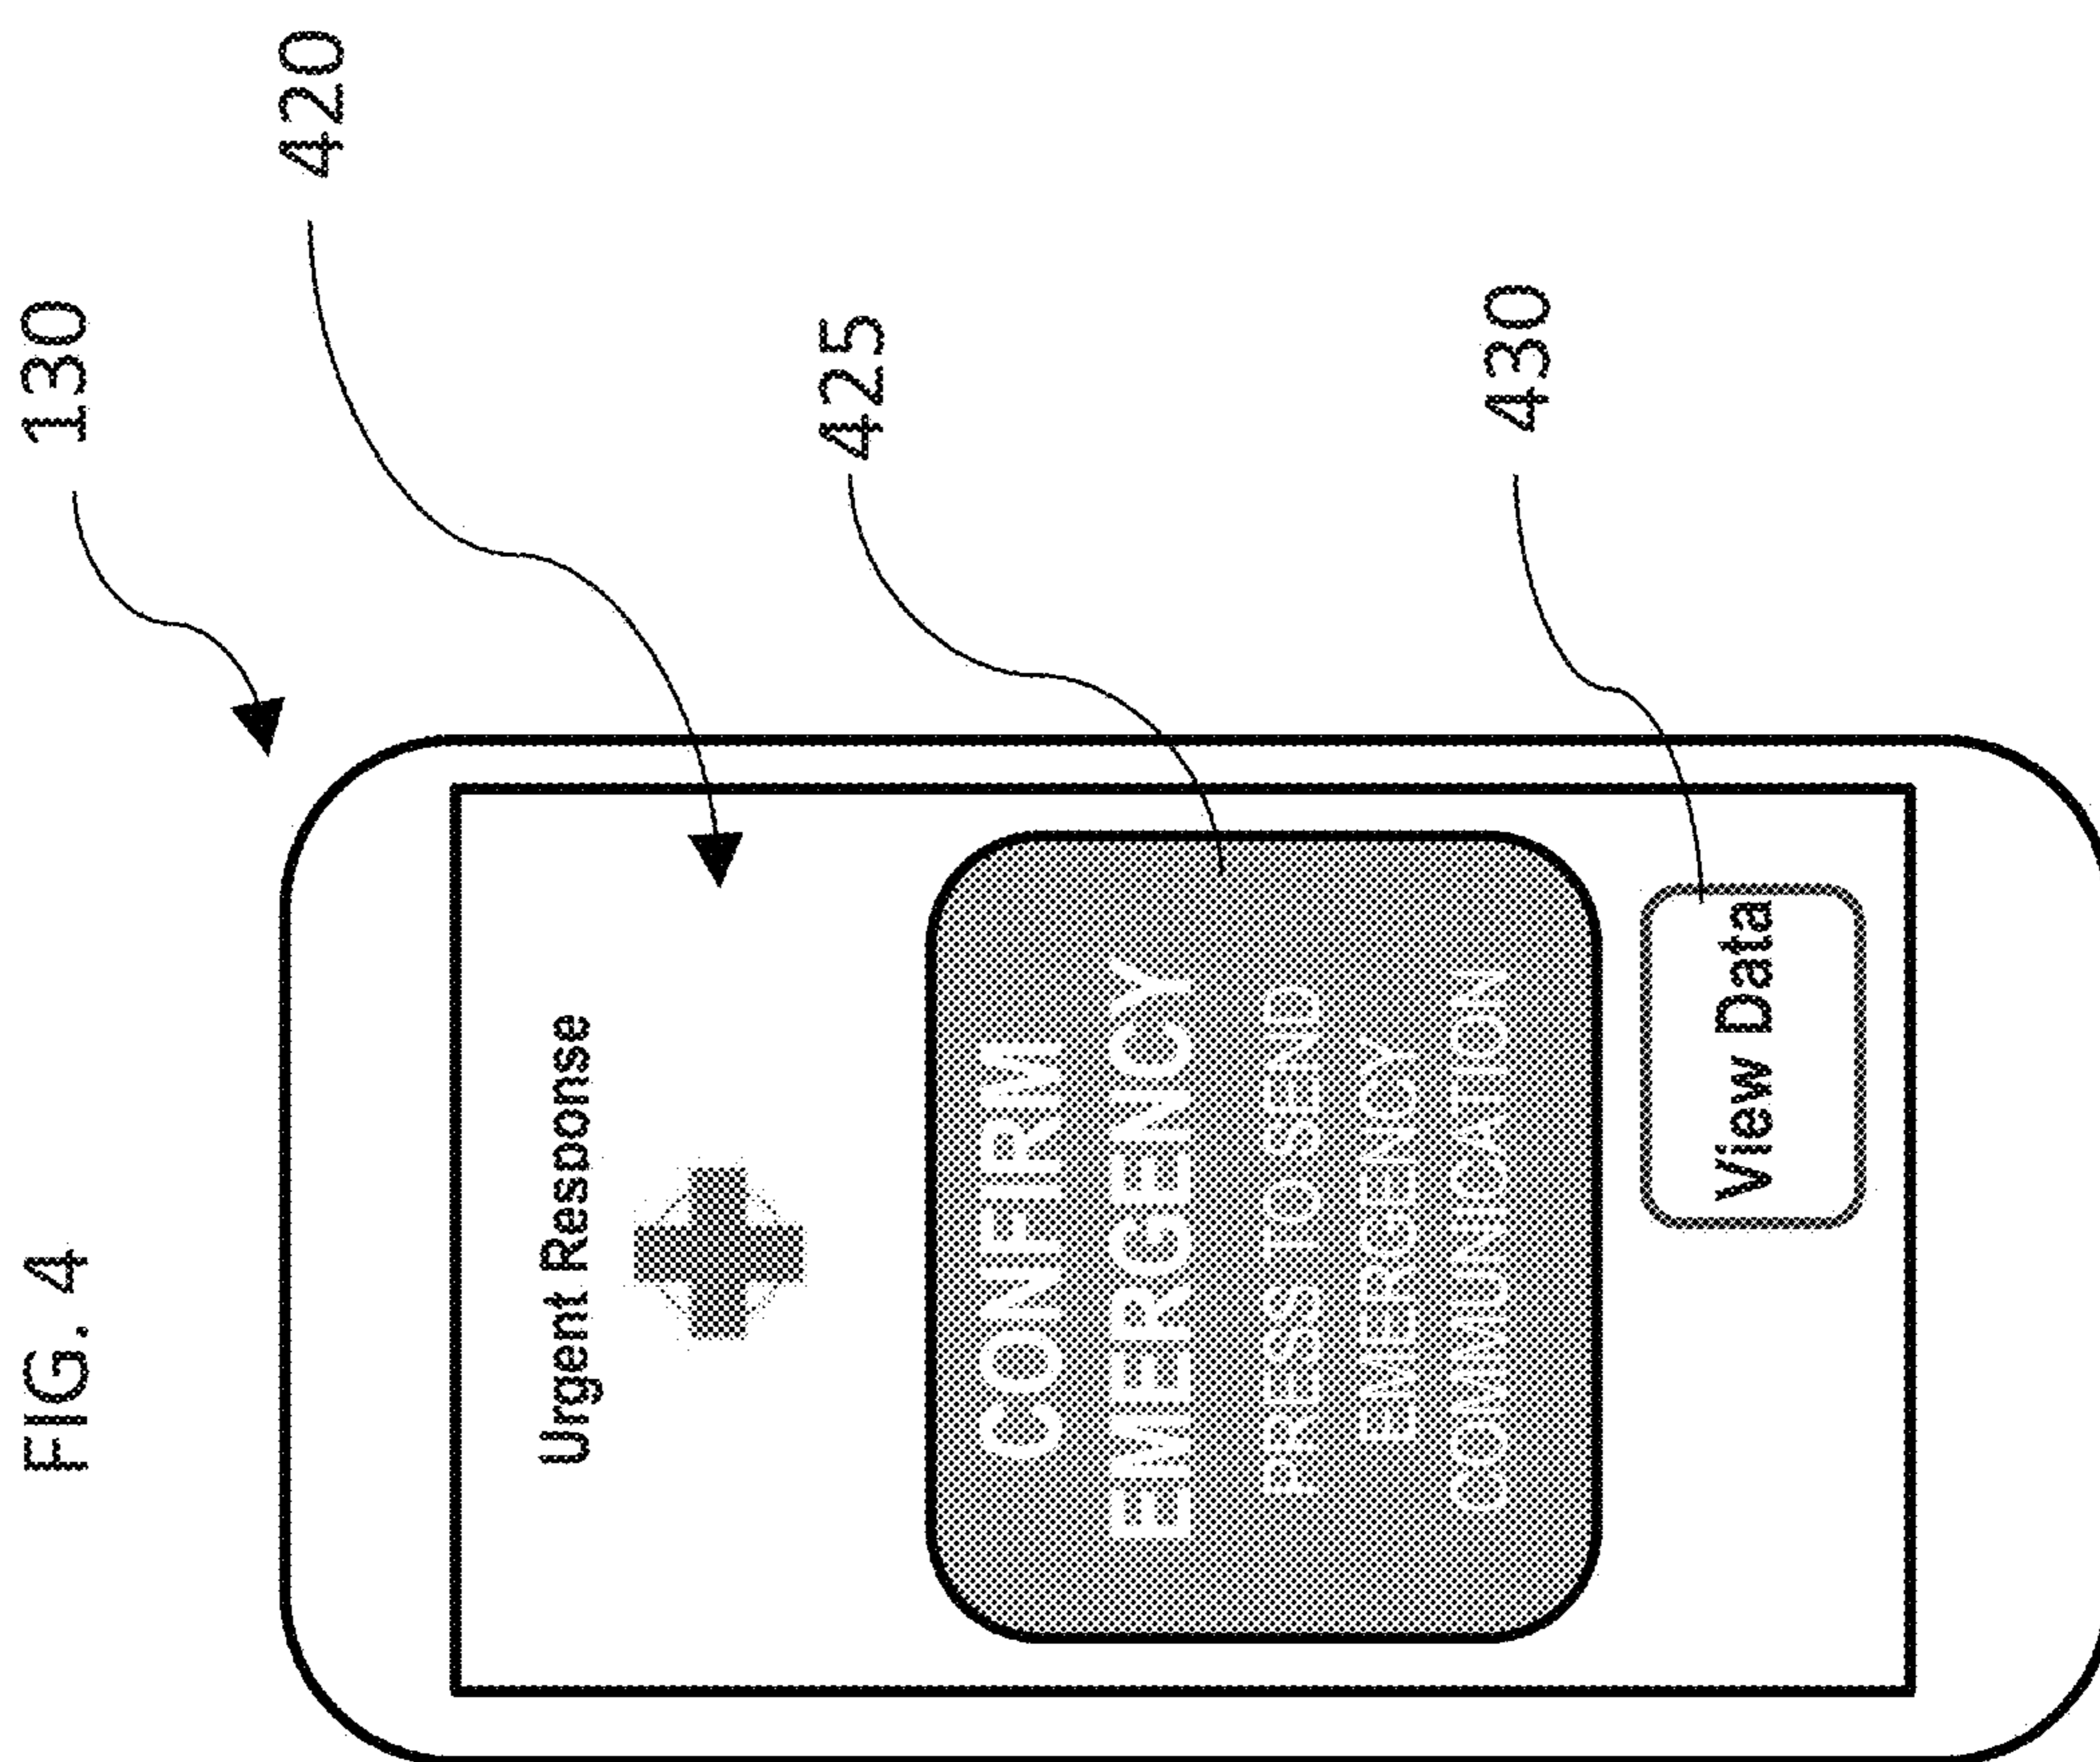 FIG. 4
130
420
Urgent Response
425
CONFIRM
EMERGENCY
PRESS TO SEND
EMERGENCY
COMMUNICATION
430
View Data